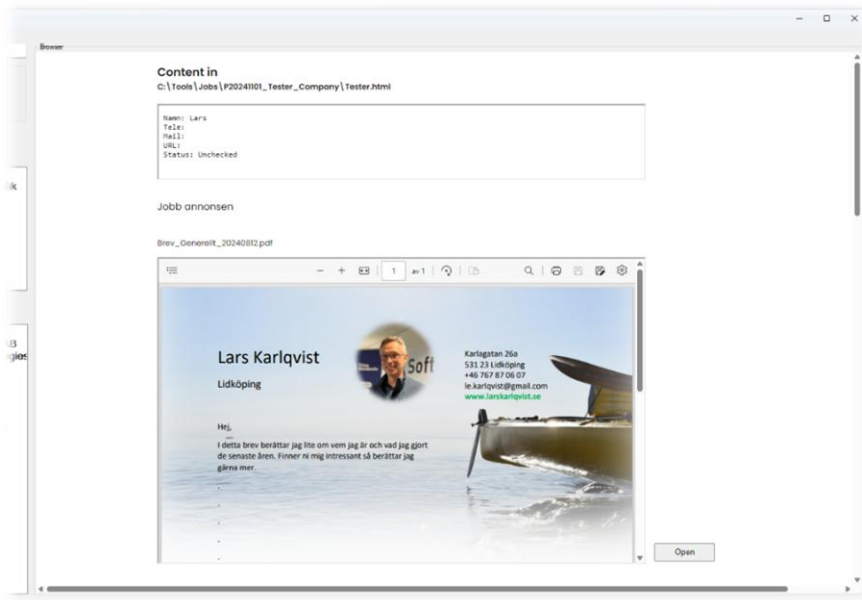 Browser
Content in
C:\Tools\Jobs\P20241101_Tester_Company\Tester.html
Namn: Lars
Tele:
Mail:
URL:
Status: Unchecked
Jobb annonsen
Brev_Generellt_20240812.pdf
1 av 1
Lars Karlqvist
Lidköping
Soft
Karlagatan 26a
531 23 Lidköping
+46 767 87 06 07
le.karlqvist@gmail.com
www.larskarlqvist.se
Hej,
I detta brev berättar jag lite om vem jag är och vad jag gjort
de senaste åren. Finner ni mig intressant så berättar jag
gärna mer.
.
.
.
.
.
Open